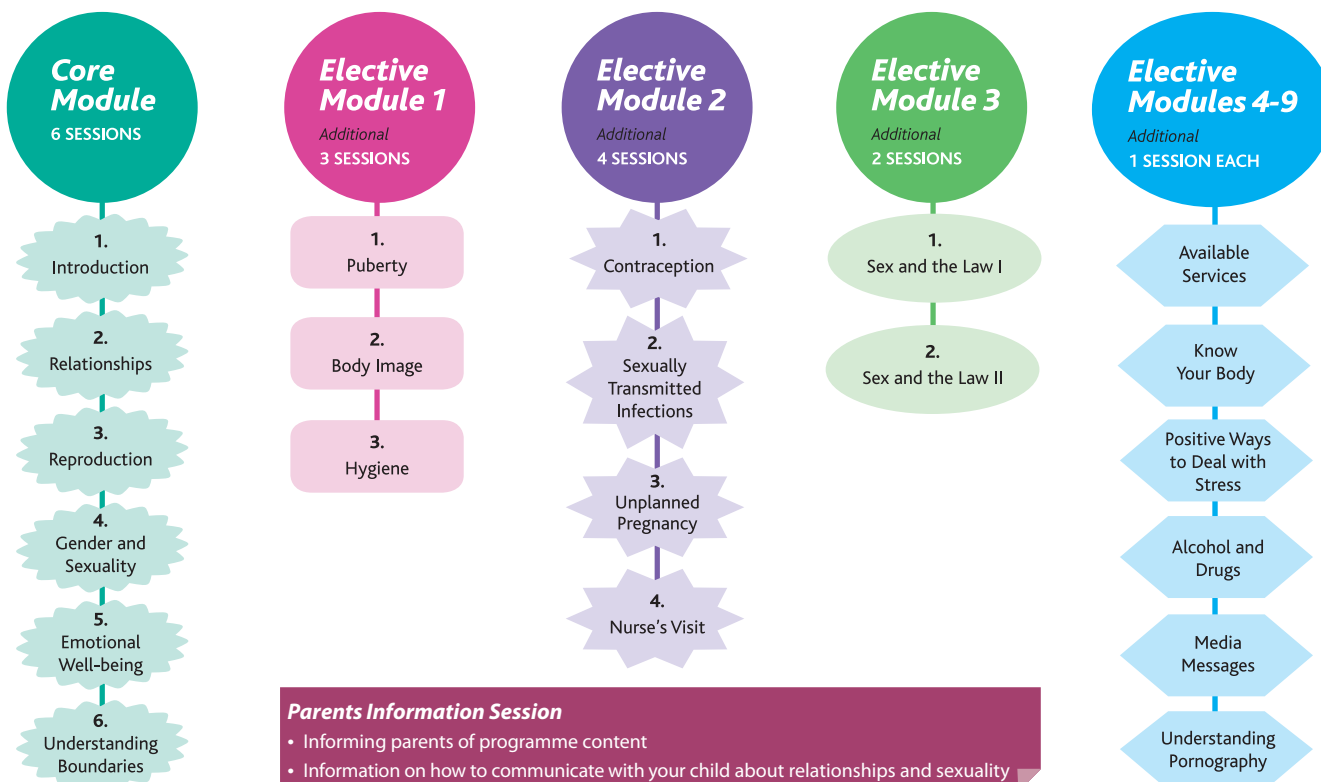 Core
Module
6 SESSIONS
1.
Introduction
2.
Relationships
3.
Reproduction
4.
Gender and
Sexuality
5.
Emotional
Well-being
6.
Understanding
Boundaries
Elective
Module 1
Additional
3 SESSIONS
1.
Puberty
2.
Body Image
3.
Hygiene
Elective
Module 2
Additional
4 SESSIONS
1.
Contraception
2.
Sexually
Transmitted
Infections
3.
Unplanned
Pregnancy
4.
Nurse's Visit
Elective
Module 3
Additional
2 SESSIONS
1.
Sex and the Law I
2.
Sex and the Law II
Elective
Modules 4-9
Additional
1 SESSION EACH
Available
Services
Know
Your Body
Positive Ways
to Deal with
Stress
Alcohol and
Drugs
Media
Messages
Understanding
Pornography
Parents Information Session
• Informing parents of programme content
• Information on how to communicate with your child about relationships and sexuality